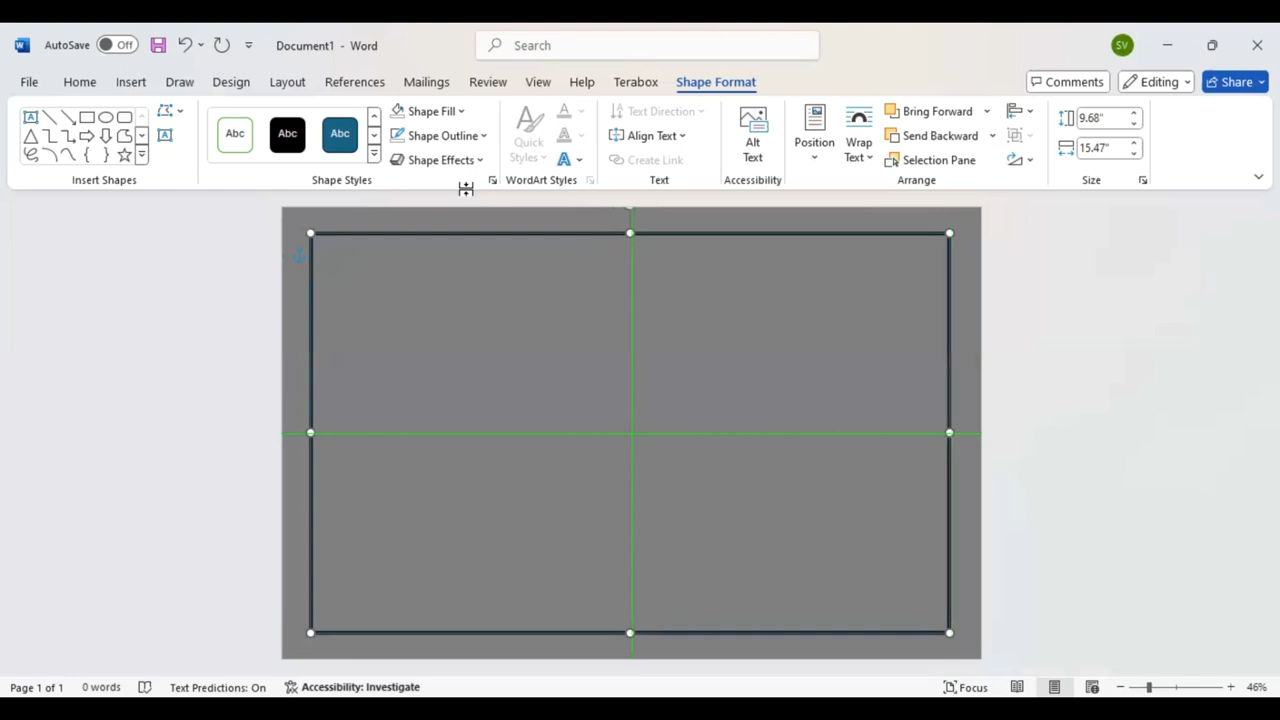 AutoSave Off Document1 - Word Search SV
File Home Insert Draw Design Layout References Mailings Review View Help Terabox Shape Format Comments Editing Share
Abc Abc Abc
Shape Fill
Shape Outline
Shape Effects
Quick
Styles
Text Direction
Align Text
Create Link
Alt
Text
Position
Wrap
Text
Bring Forward
Send Backward
Selection Pane
9.68"
15.47"
Insert Shapes Shape Styles WordArt Styles Text Accessibility Arrange Size
Page 1 of 1 0 words Text Predictions: On Accessibility: Investigate Focus 46%